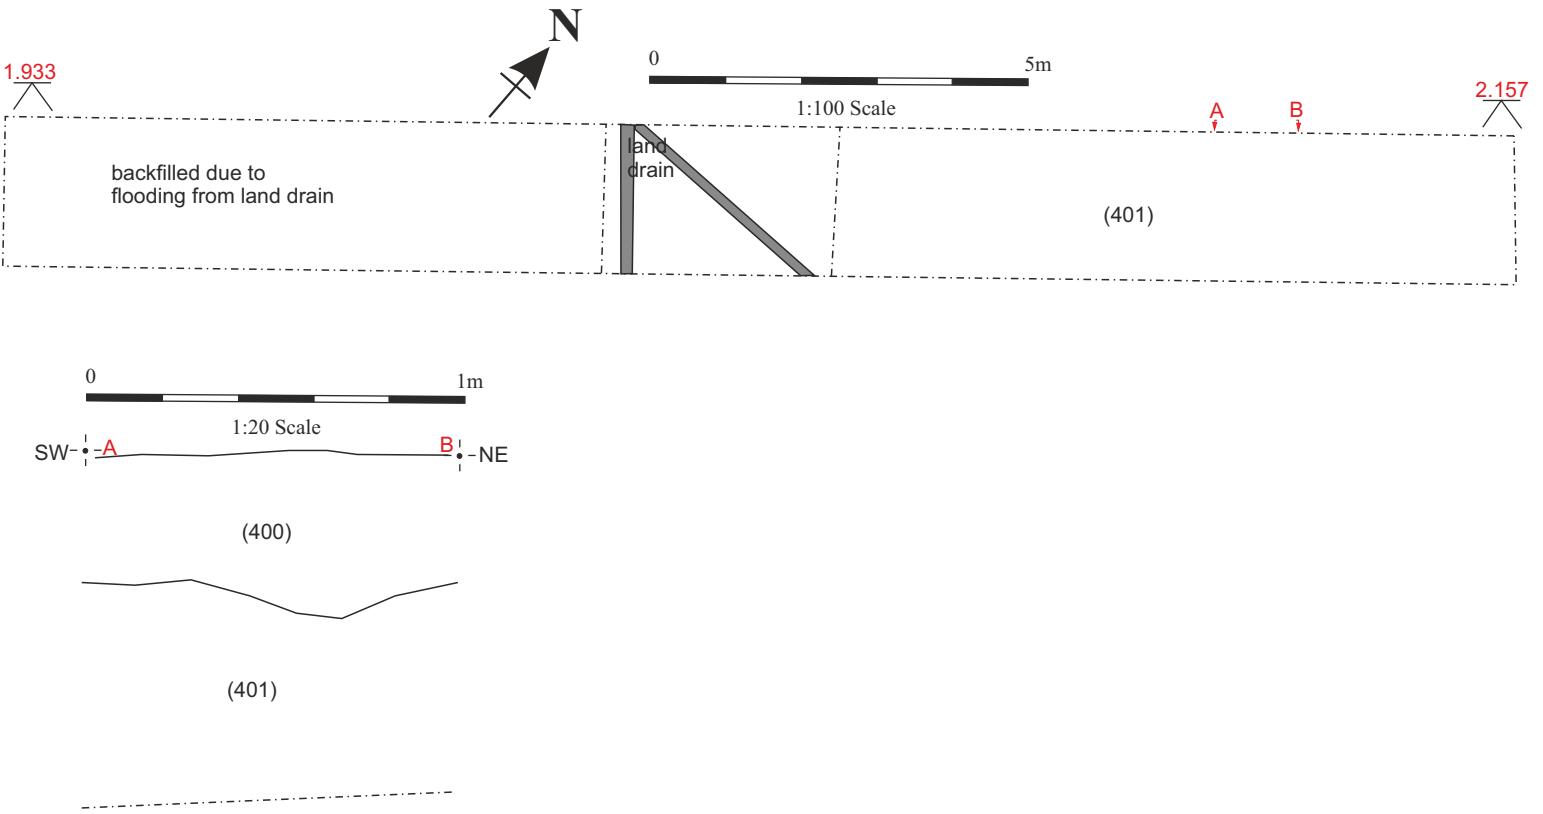 N
0
5m
1:100 Scale
1.933
2.157
A
B
land
drain
backfilled due to
flooding from land drain
(401)
0
1m
1:20 Scale
SW
A
B
NE
(400)
(401)